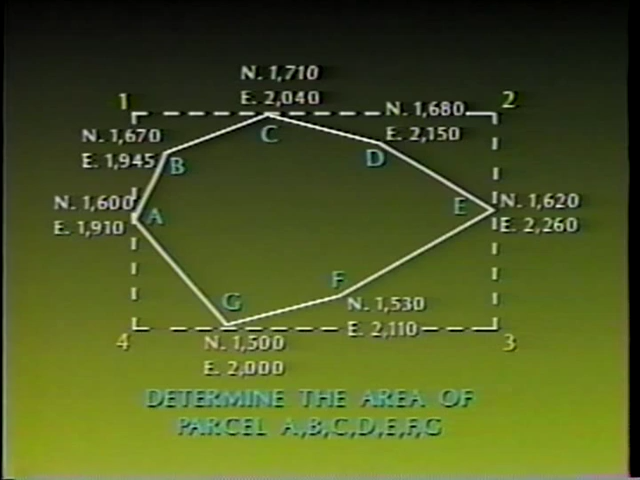 N. 1,710
E. 2,040
1
2
N. 1,680
E. 2,150
C
D
N. 1,670
E. 1,945
B
N. 1,600
E. 1,910
A
E
N. 1,620
E. 2,260
G
F
N. 1,530
E. 2,110
4
3
N. 1,500
E. 2,000
DETERMINE THE AREA OF
PARCEL A,B,C,D,E,F,G